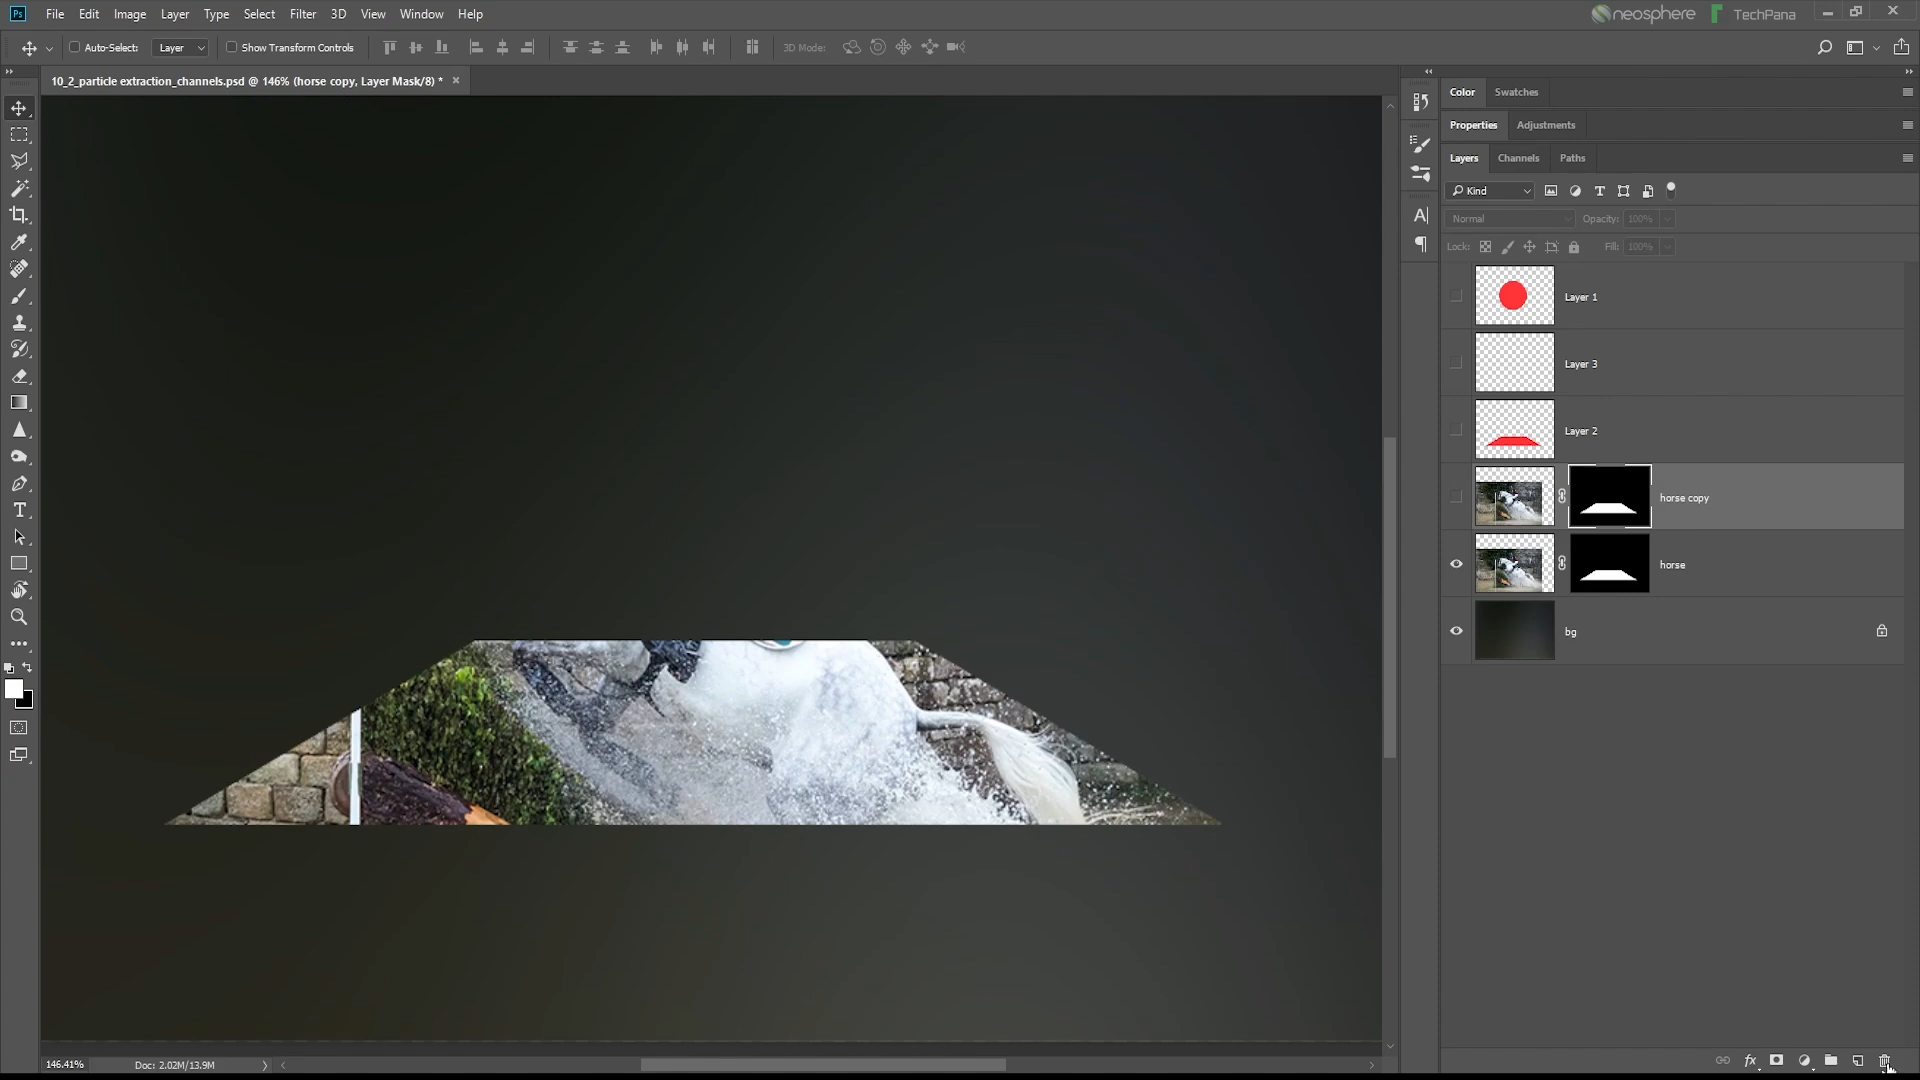 Ps File Edit Image Layer Type Select Filter 3D View Window Help
neosphere TechPana
Auto-Select: Layer Show Transform Controls 3D Mode:
10_2_particle extraction_channels.psd @ 146% (horse copy, Layer Mask/8) *
Color Swatches
Properties Adjustments
Layers Channels Paths
Kind
Normal Opacity: 100%
Lock: Fill: 100%
Layer 1
Layer 3
Layer 2
horse copy
horse
bg
146.41% Doc: 2.02M/13.9M